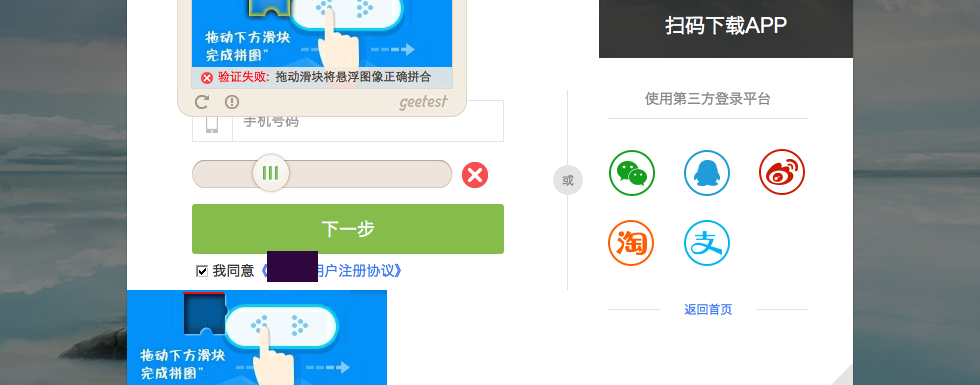 拖动下方滑块
完成拼图”
验证失败: 拖动滑块将悬浮图像正确拼合
geetest
手机号码
下一步
我同意《
用户注册协议》
拖动下方滑块
完成拼图”
或
扫码下载APP
使用第三方登录平台
淘
支
返回首页